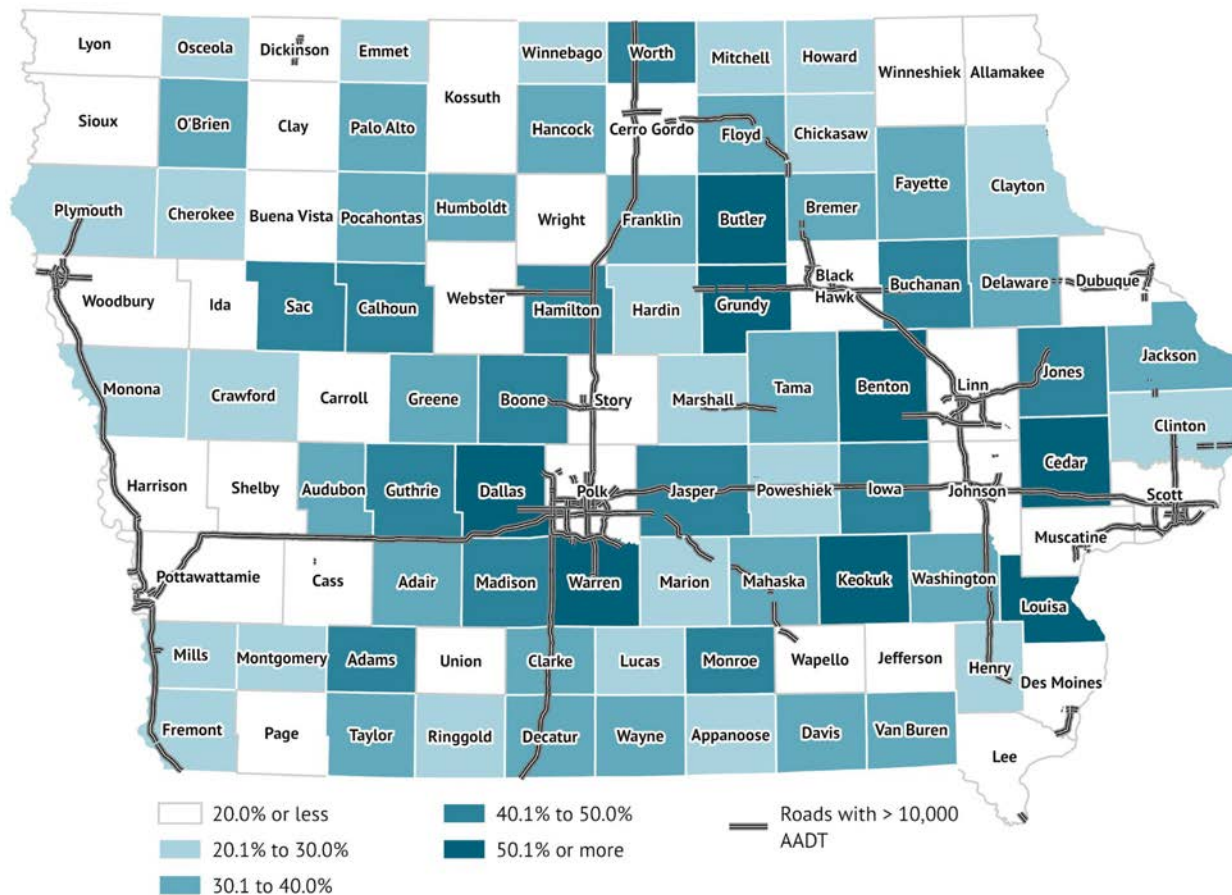 Lyon
Osceola
Dickinson
Emmet
Winnebago
Worth
Mitchell
Howard
Winneshiek
Allamakee
Kossuth
Sioux
O'Brien
Clay
Palo Alto
Hancock
Cerro Gordo
Floyd
Chickasaw
Fayette
Clayton
Plymouth
Cherokee
Buena Vista
Pocahontas
Humboldt
Wright
Franklin
Butler
Bremer
Woodbury
Ida
Sac
Calhoun
Webster
Hamilton
Hardin
Grundy
Black
Hawk
Buchanan
Delaware
Dubuque
Monona
Crawford
Carroll
Greene
Boone
Story
Marshall
Tama
Benton
Linn
Jones
Jackson
Clinton
Harrison
Shelby
Audubon
Guthrie
Dallas
Polk
Jasper
Poweshiek
Iowa
Johnson
Cedar
Scott
Muscatine
Pottawattamie
Cass
Adair
Madison
Warren
Marion
Mahaska
Keokuk
Washington
Louisa
Mills
Montgomery
Adams
Union
Clarke
Lucas
Monroe
Wapello
Jefferson
Henry
Des Moines
Fremont
Page
Taylor
Ringgold
Decatur
Wayne
Appanoose
Davis
Van Buren
Lee
20.0% or less
20.1% to 30.0%
30.1 to 40.0%
40.1% to 50.0%
50.1% or more
Roads with > 10,000
AADT